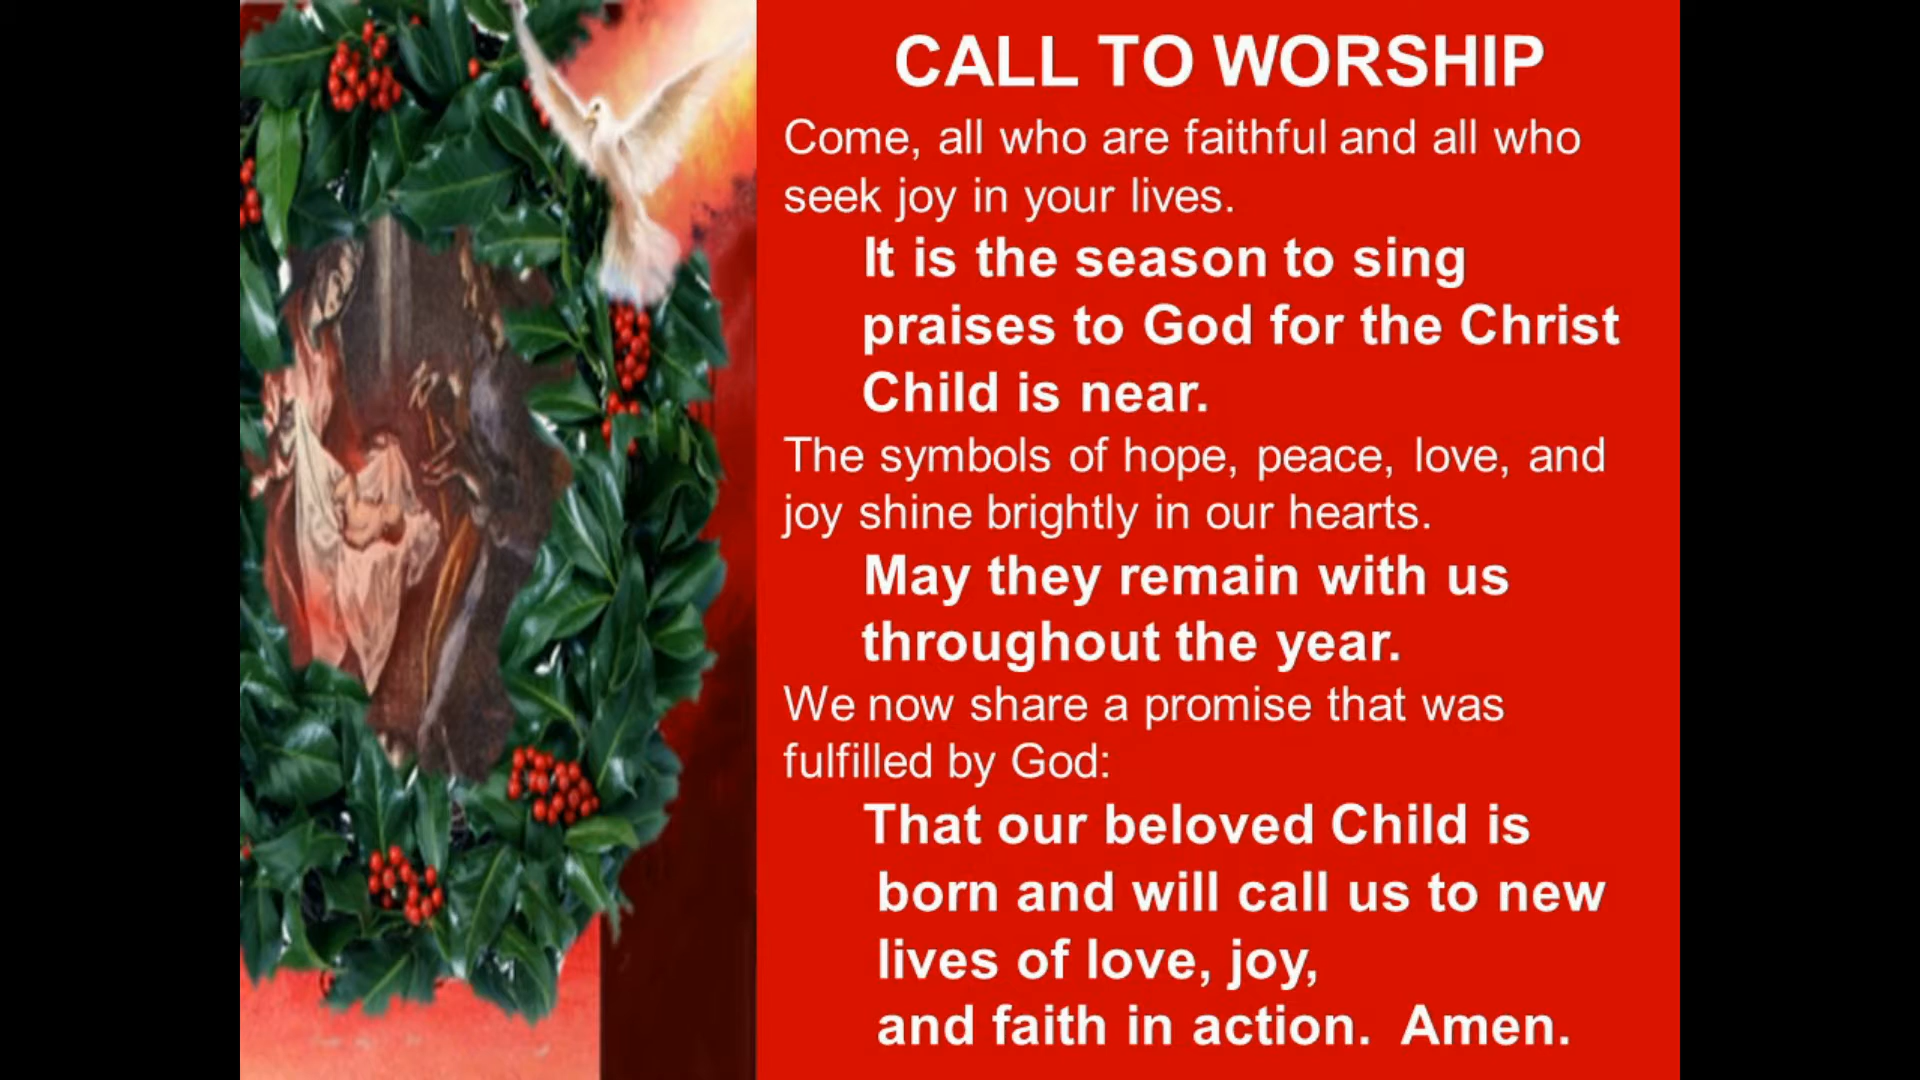 CALL TO WORSHIP
Come, all who are faithful and all who
seek joy in your lives.
It is the season to sing
praises to God for the Christ
Child is near.
The symbols of hope, peace, love, and
joy shine brightly in our hearts.
May they remain with us
throughout the year.
We now share a promise that was
fulfilled by God:
That our beloved Child is
born and will call us to new
lives of love, joy,
and faith in action.  Amen.